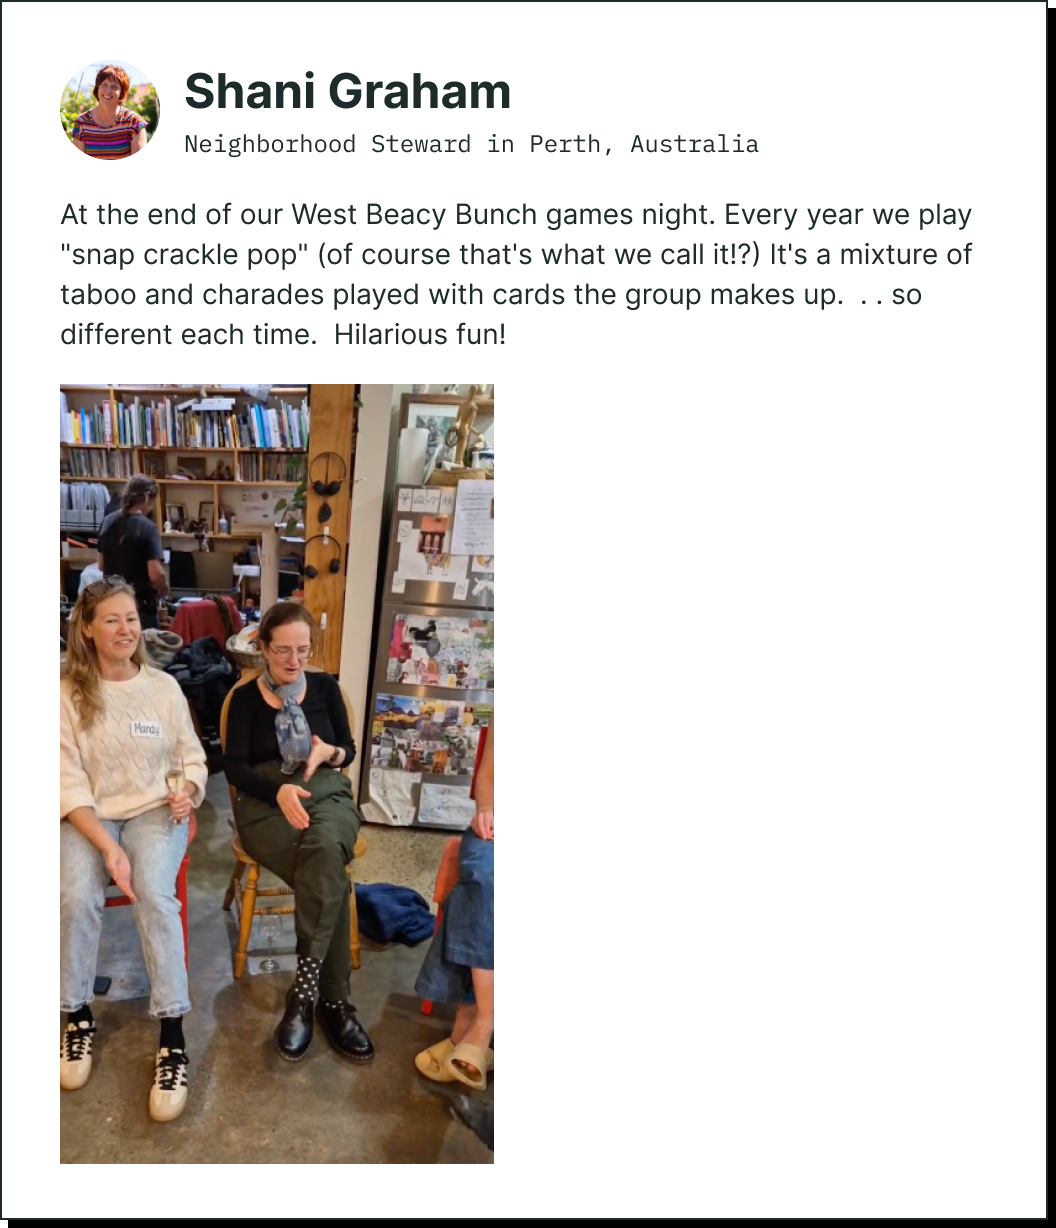 Shani Graham
Neighborhood Steward in Perth, Australia
At the end of our West Beacy Bunch games night. Every year we play
"snap crackle pop" (of course that's what we call it!?) It's a mixture of
taboo and charades played with cards the group makes up.  . . so
different each time.  Hilarious fun!
Mandy